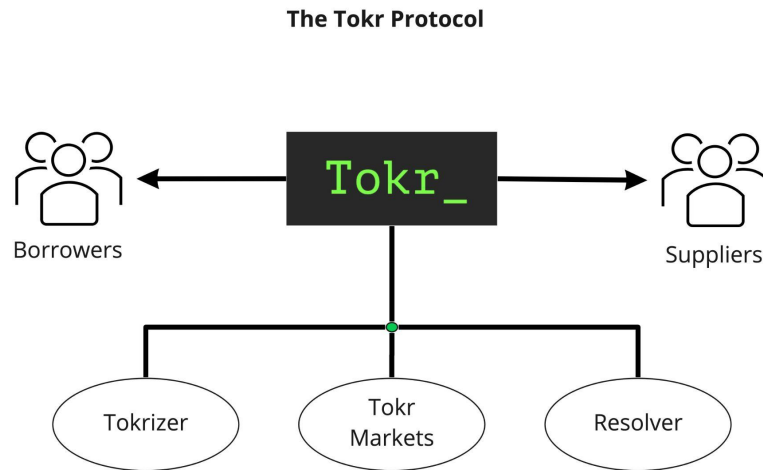 The Tokr Protocol
Tokr_
Borrowers
Suppliers
Tokrizer
Tokr
Markets
Resolver